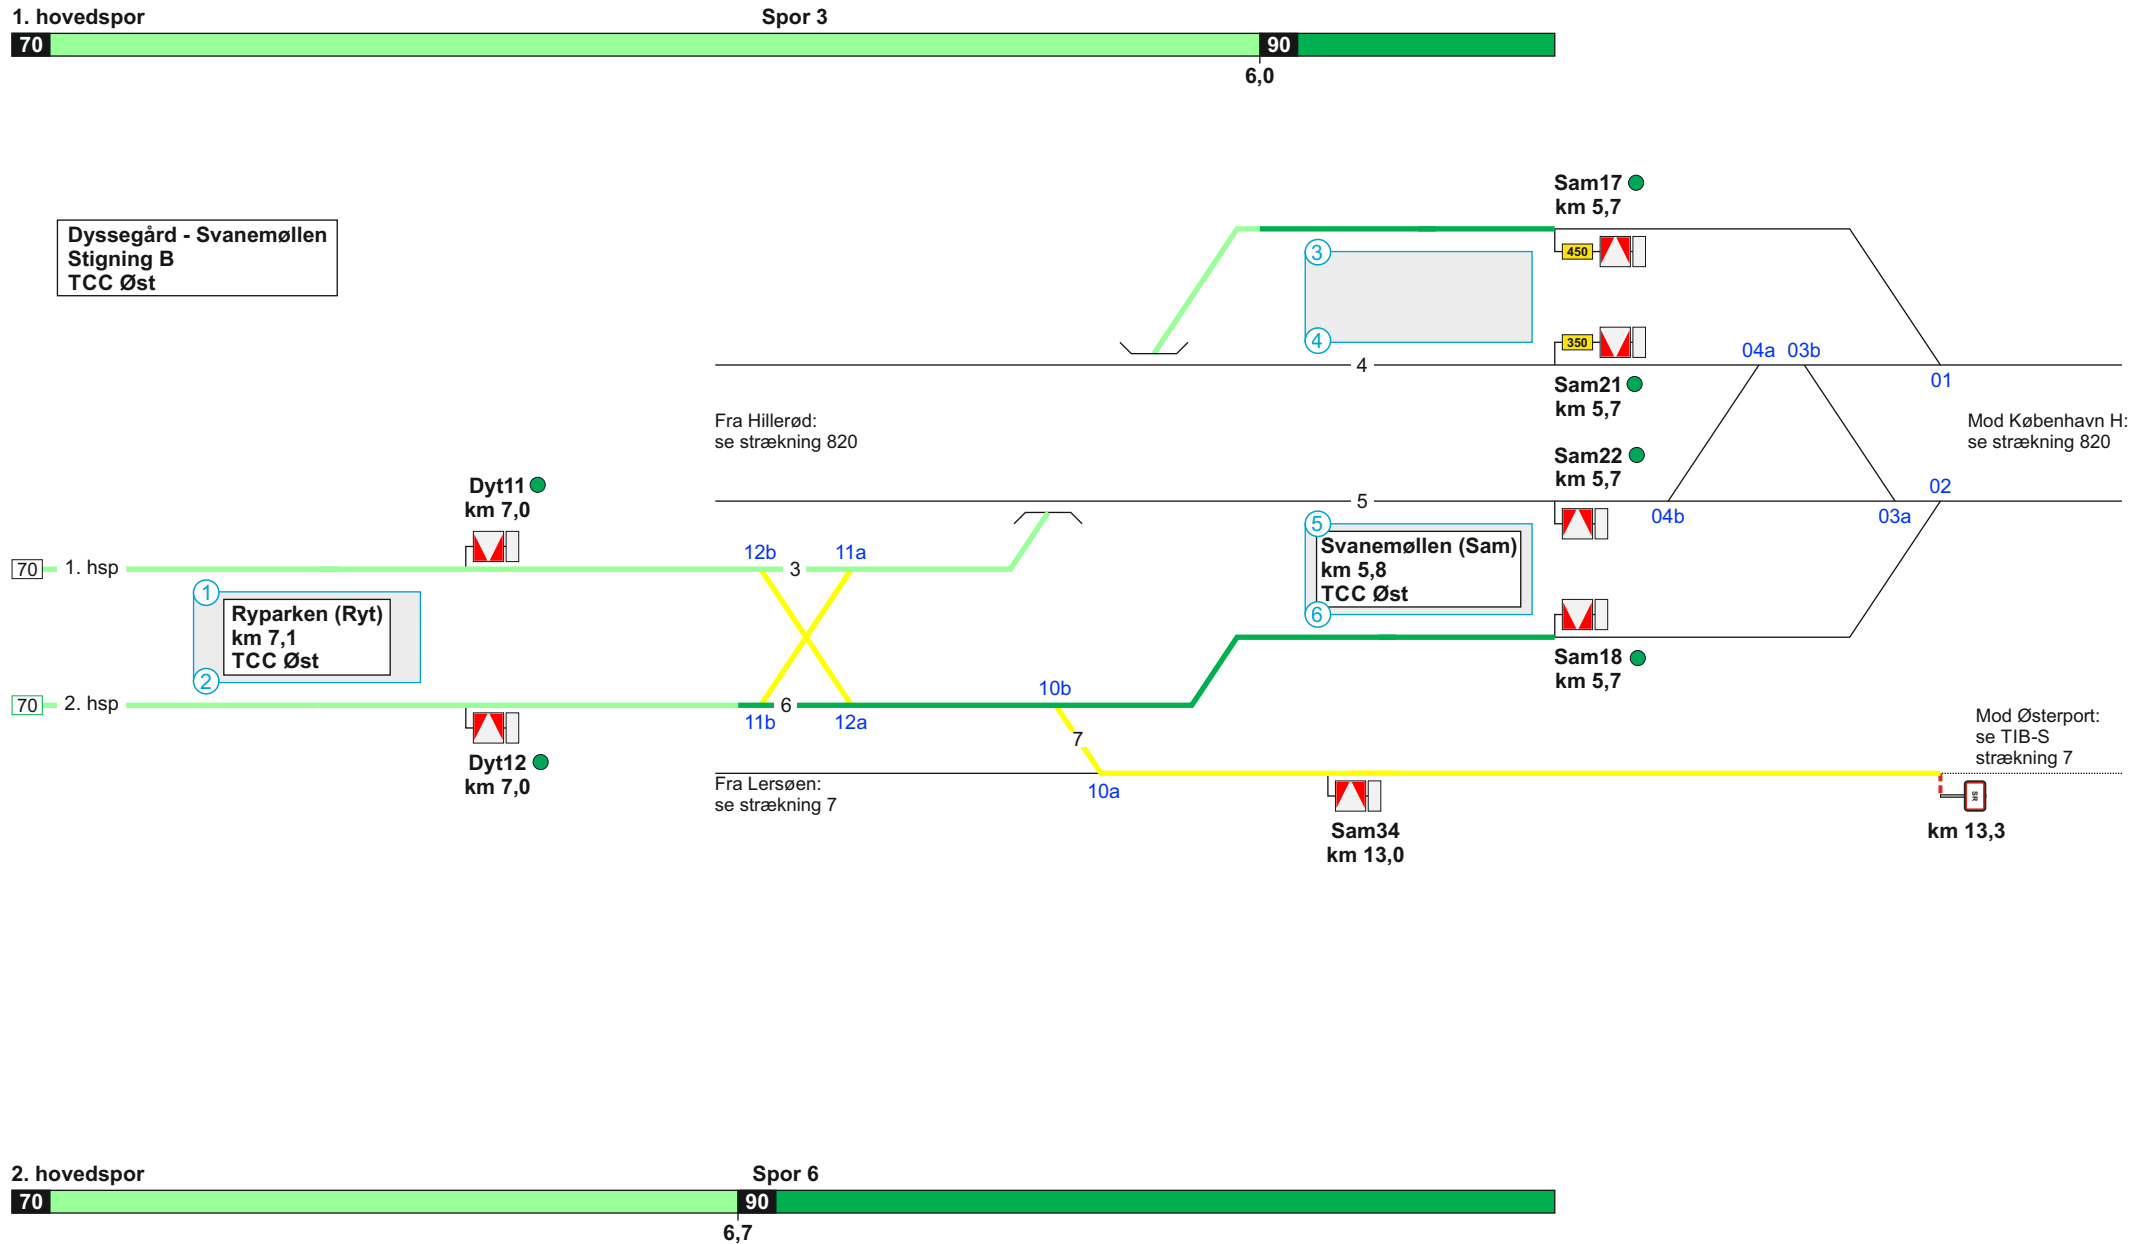 1. hovedspor
Spor 3
70
90
6,0
Sam17
km 5,7
Dyssegård - Svanemøllen
Stigning B
TCC Øst
3
450
4
350
4
04a
03b
01
Sam21
km 5,7
Fra Hillerød:
se strækning 820
Mod København H:
se strækning 820
Sam22
km 5,7
Dyt11
km 7,0
5
02
04b
03a
5
Svanemøllen (Sam)
km 5,8
TCC Øst
6
12b
11a
70
1. hsp
3
1
Ryparken (Ryt)
km 7,1
TCC Øst
2
Sam18
km 5,7
70
2. hsp
6
10b
11b
12a
7
Mod Østerport:
se TIB-S
strækning 7
Dyt12
km 7,0
Fra Lersøen:
se strækning 7
10a
SR
Sam34
km 13,0
km 13,3
2. hovedspor
Spor 6
70
90
6,7